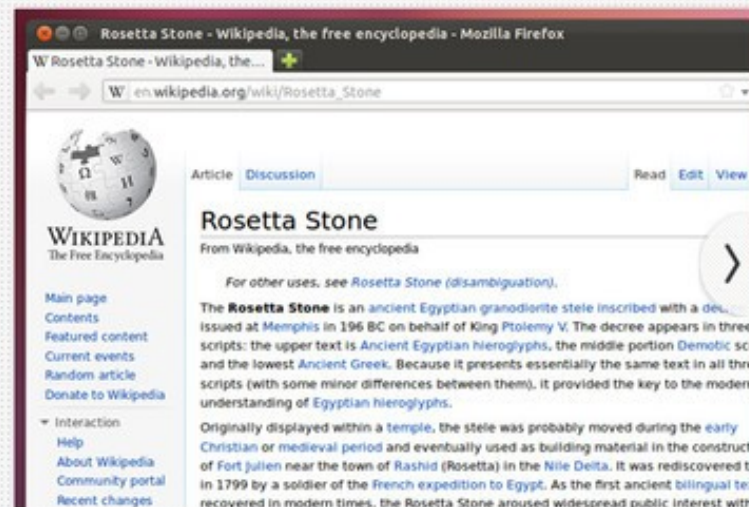 Rosetta Stone - Wikipedia, the free encyclopedia - Mozilla Firefox
W Rosetta Stone - Wikipedia, the...
W en.wikipedia.org/wiki/Rosetta_Stone
Article Discussion Read Edit View
WIKIPEDIA
The Free Encyclopedia
Main page
Contents
Featured content
Current events
Random article
Donate to Wikipedia
Interaction
Help
About Wikipedia
Community portal
Recent changes
Rosetta Stone
From Wikipedia, the free encyclopedia
For other uses, see Rosetta Stone (disambiguation).
The Rosetta Stone is an ancient Egyptian granodiorite stele inscribed with a
issued at Memphis in 196 BC on behalf of King Ptolemy V. The decree appears in three
scripts: the upper text is Ancient Egyptian hieroglyphs, the middle portion Demotic
and the lowest Ancient Greek. Because it presents essentially the same text in all
scripts (with some minor differences between them), it provided the key to the modern
understanding of Egyptian hieroglyphs.
Originally displayed within a temple, the stele was probably moved during the early
Christian or medieval period and eventually used as building material in the
of Fort Julien near the town of Rashid (Rosetta) in the Nile Delta. It was rediscovered
in 1799 by a soldier of the French expedition to Egypt. As the first ancient bilingual
recovered in modern times, the Rosetta Stone aroused widespread public interest with